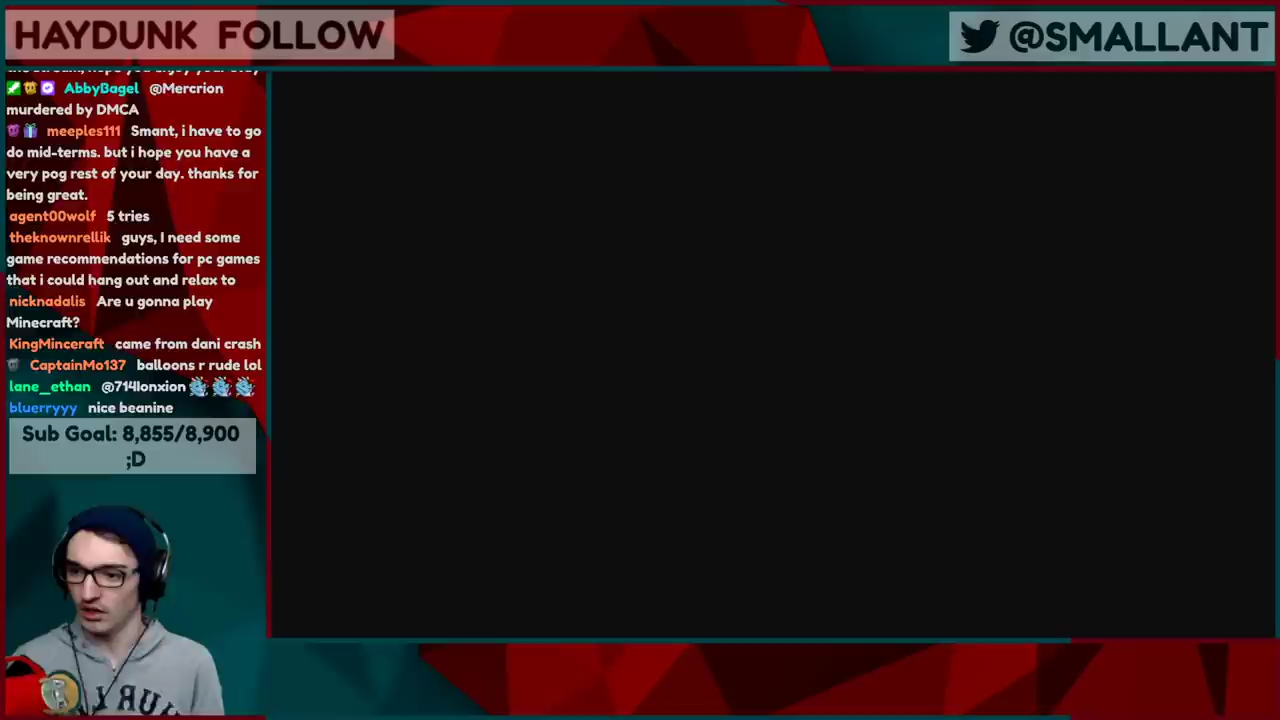 HAYDUNK FOLLOW
@SMALLANT
AbbyBagel @Mercrion
murdered by DMCA
meeples111 Smant, i have to go
do mid-terms. but i hope you have a
very pog rest of your day. thanks for
being great.
agent00wolf 5 tries
theknownrellik guys, I need some
game recommendations for pc games
that i could hang out and relax to
nicknadalis Are u gonna play
Minecraft?
KingMinceraft came from dani crash
CaptainMo137 balloons r rude lol
lane_ethan @714lonxion
bluerryyy nice beanine
Sub Goal: 8,855/8,900
;D